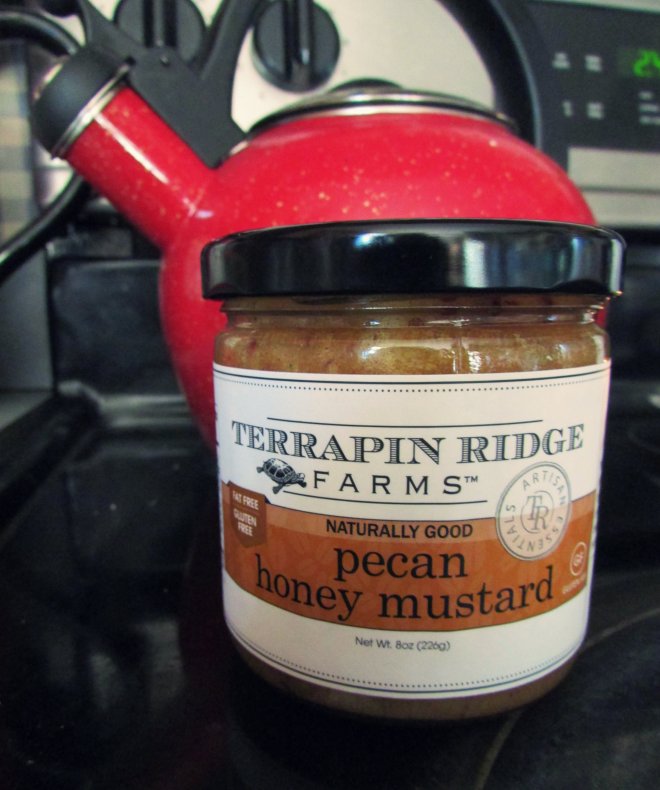 TERRAPIN RIDGE
FARMS™
ARTISAN
TR
ESSENTIALS
FAT FREE
GLUTEN
FREE
NATURALLY GOOD
pecan
honey mustard
Net Wt. 8oz (226g)